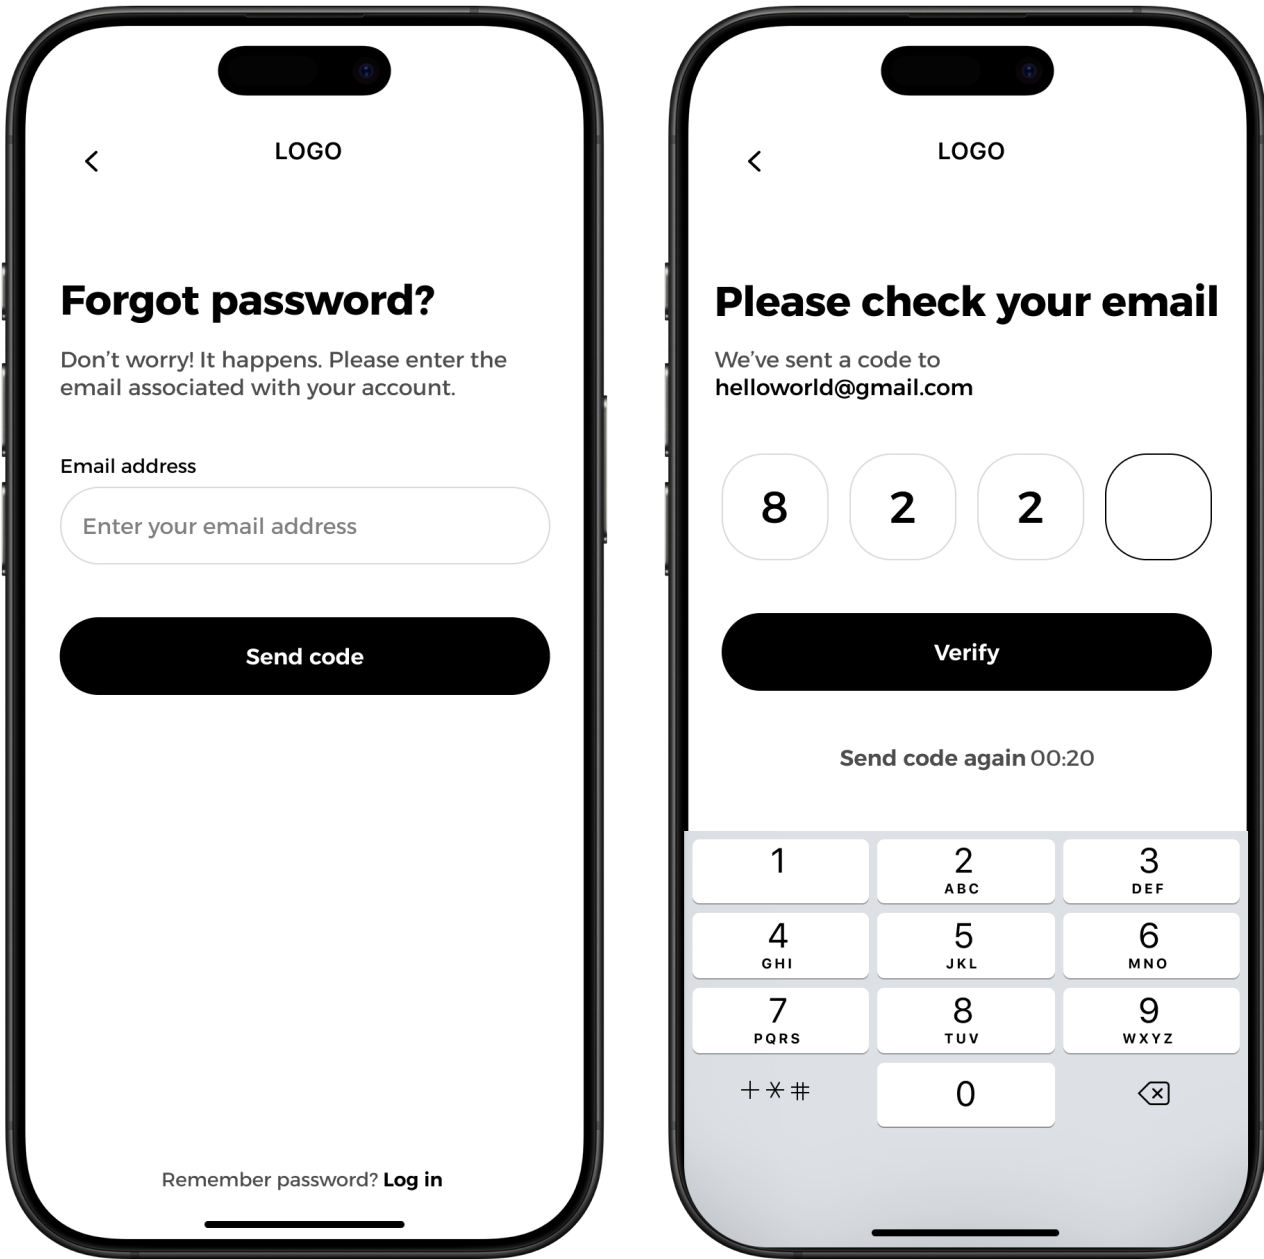 LOGO
Forgot password?
Don’t worry! It happens. Please enter the
email associated with your account.
Email address
Enter your email address
Send code
Remember password? Log in
LOGO
Please check your email
We’ve sent a code to
helloworld@gmail.com
8 2 2
Verify
Send code again 00:20
1 2 3
ABC DEF
4 5 6
GHI JKL MNO
7 8 9
PQRS TUV WXYZ
+*# 0